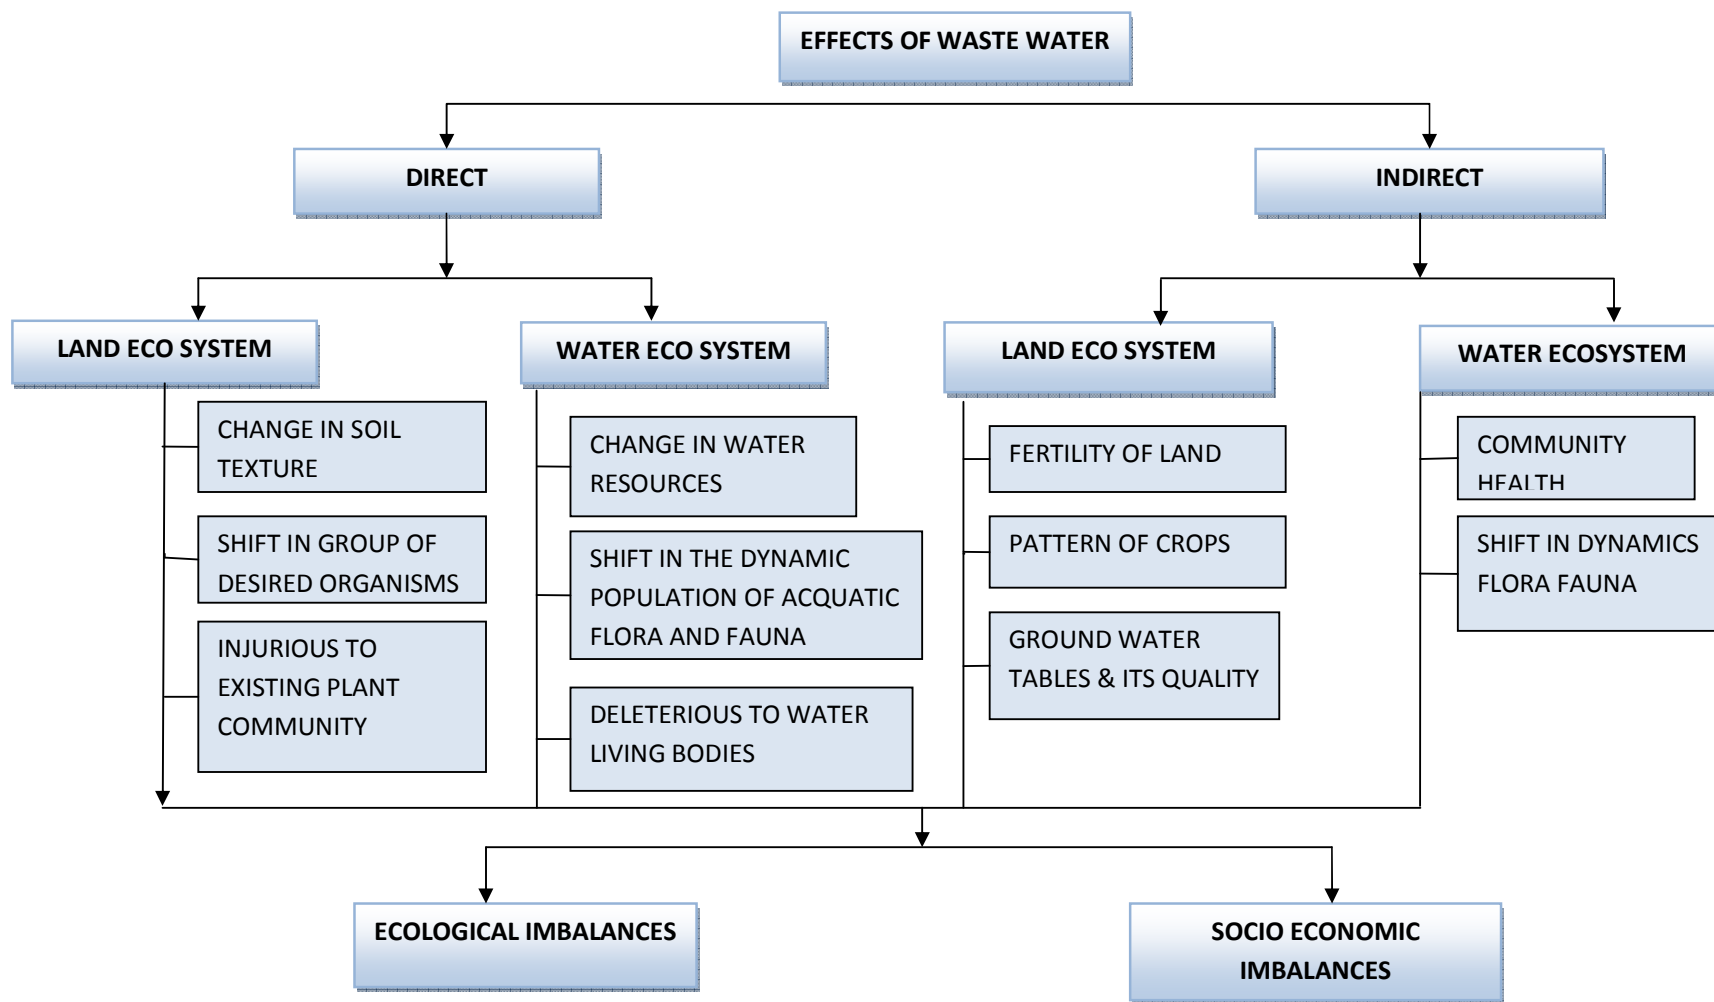 EFFECTS OF WASTE WATER
DIRECT
INDIRECT
LAND ECO SYSTEM
WATER ECO SYSTEM
LAND ECO SYSTEM
WATER ECOSYSTEM
CHANGE IN SOIL
TEXTURE
SHIFT IN GROUP OF
DESIRED ORGANISMS
INJURIOUS TO
EXISTING PLANT
COMMUNITY
CHANGE IN WATER
RESOURCES
SHIFT IN THE DYNAMIC
POPULATION OF ACQUATIC
FLORA AND FAUNA
DELETERIOUS TO WATER
LIVING BODIES
FERTILITY OF LAND
PATTERN OF CROPS
GROUND WATER
TABLES & ITS QUALITY
COMMUNITY
HEALTH
SHIFT IN DYNAMICS
FLORA FAUNA
ECOLOGICAL IMBALANCES
SOCIO ECONOMIC
IMBALANCES